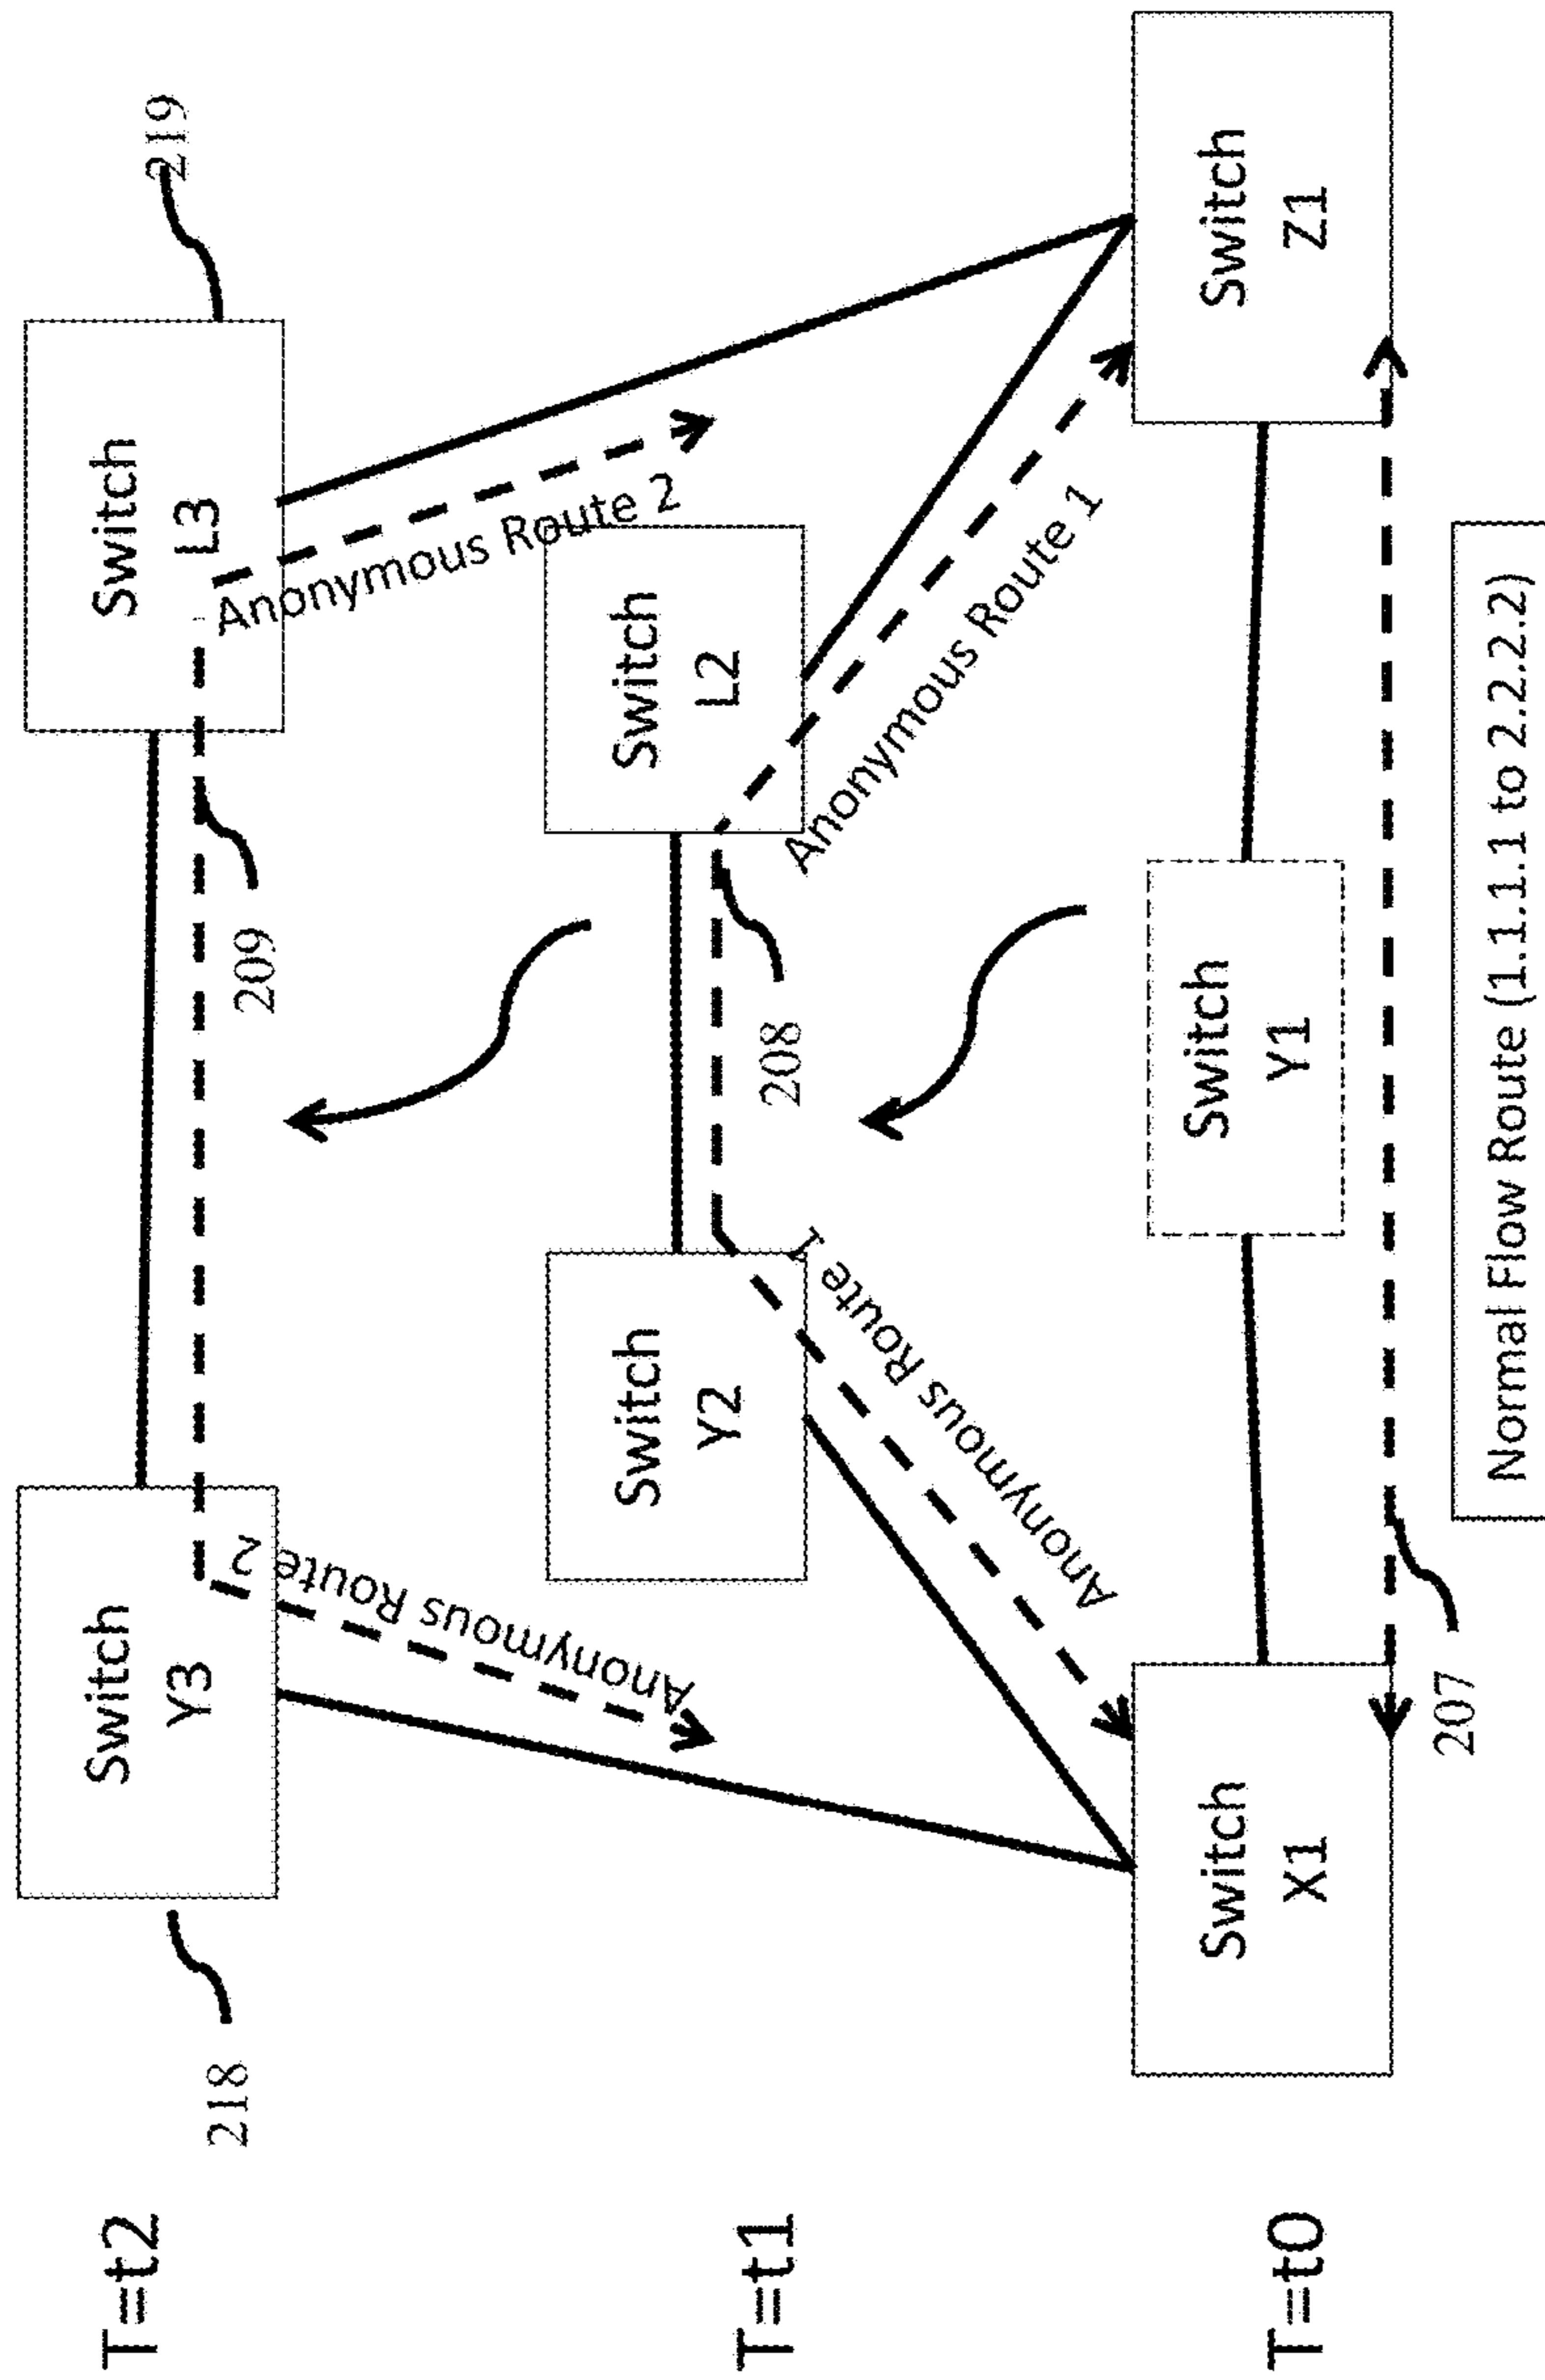 T=t2
218
Switch
Y3
Anonymous Route 2
209
Switch
L3
Anonymous Route 2
219
T=t1
Switch
Y2
Anonymous Route 1
208
Switch
L2
Anonymous Route 1
T=t0
Switch
X1
207
Switch
Y1
Switch
Z1
Normal Flow Route (1.1.1.1 to 2.2.2.2)